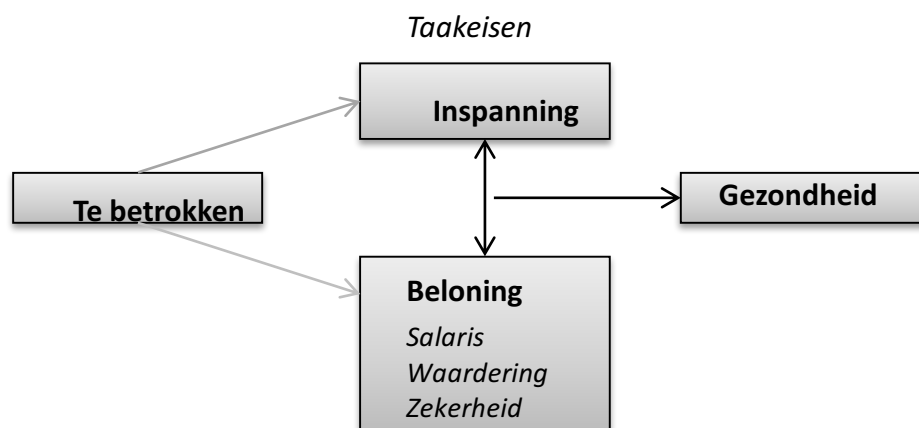 Taakeisen
Inspanning
Te betrokken
Gezondheid
Beloning
Salaris
Waardering
Zekerheid